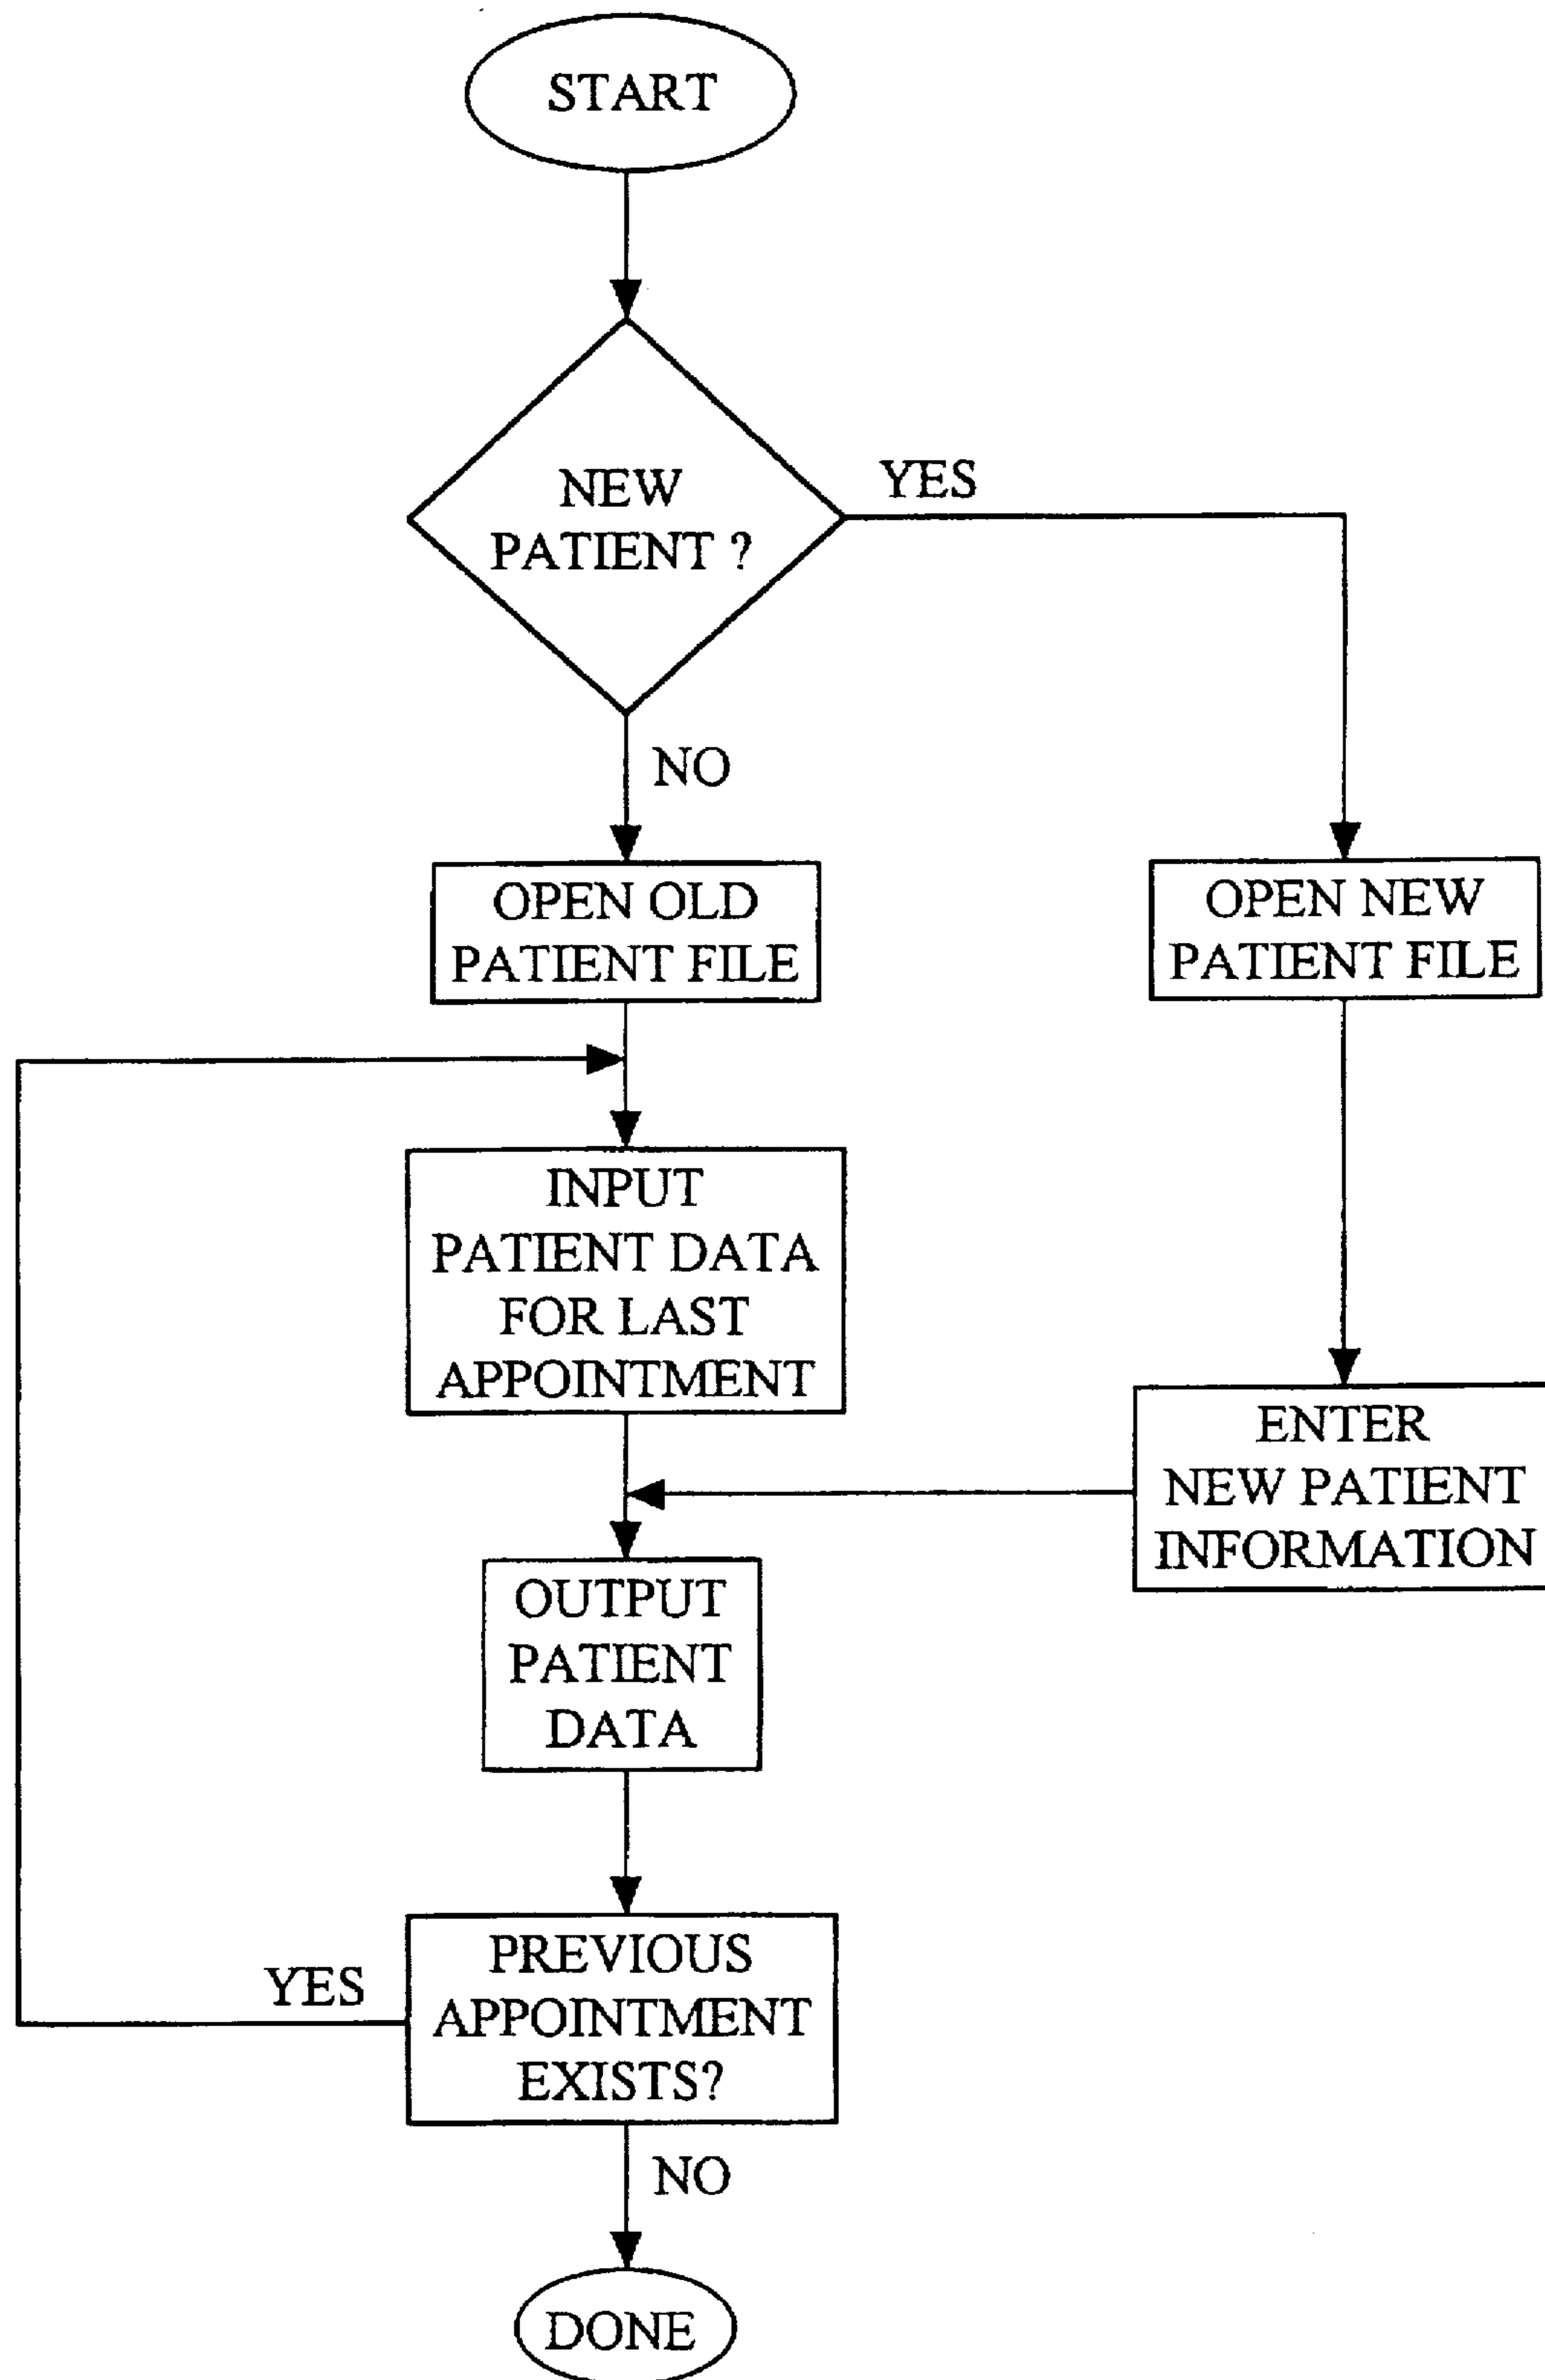 START
NEW
PATIENT ?
YES
NO
OPEN OLD
PATIENT FILE
OPEN NEW
PATIENT FILE
INPUT
PATIENT DATA
FOR LAST
APPOINTMENT
ENTER
NEW PATIENT
INFORMATION
OUTPUT
PATIENT
DATA
PREVIOUS
APPOINTMENT
EXISTS?
YES
NO
DONE